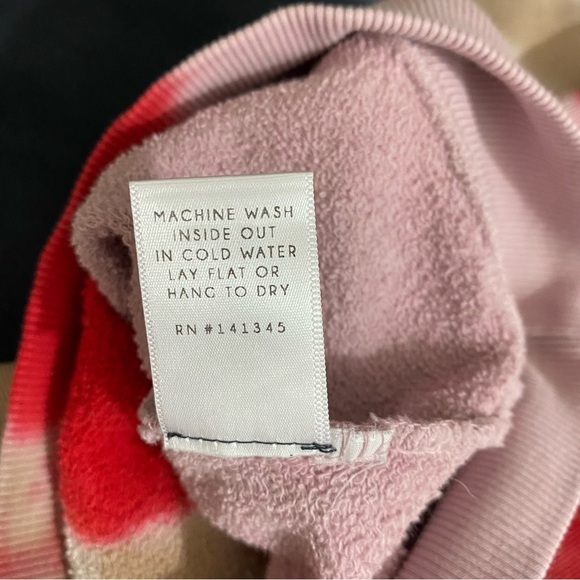 MACHINE WASH
INSIDE OUT
IN COLD WATER
LAY FLAT OR
HANG TO DRY
RN #141345